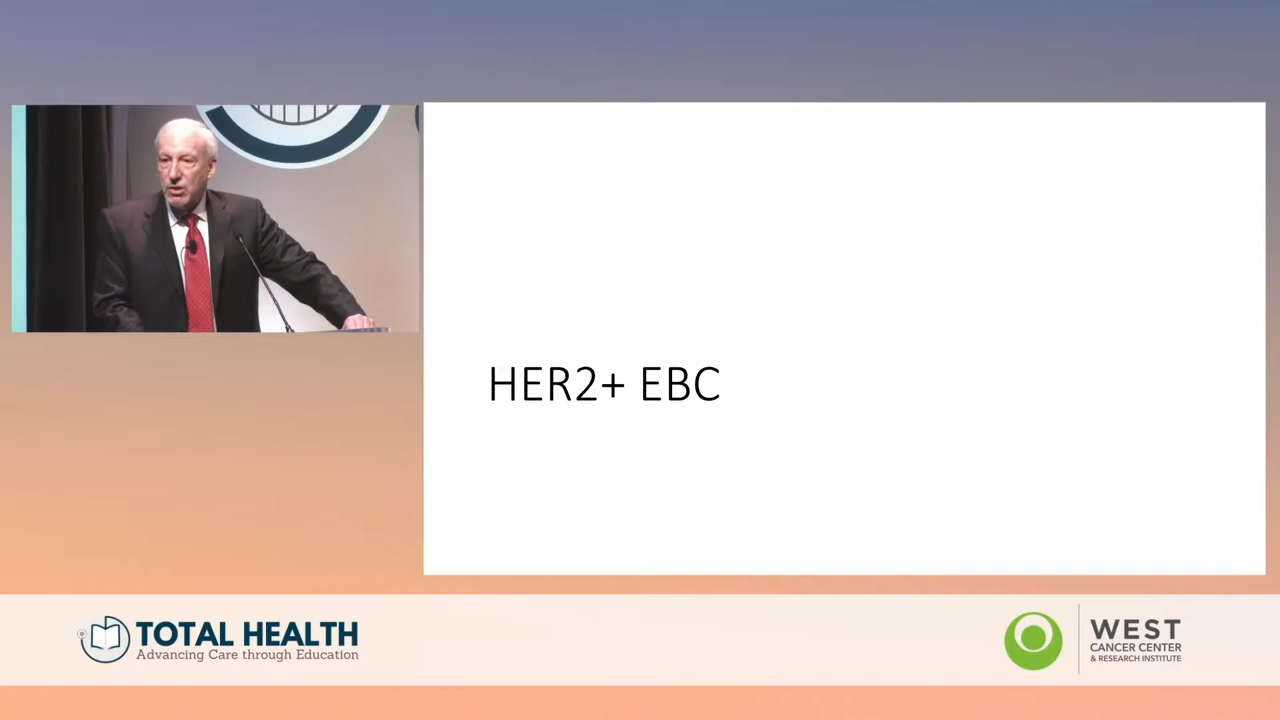 HER2+ EBC
TOTAL HEALTH
Advancing Care through Education
WEST
CANCER CENTER
& RESEARCH INSTITUTE